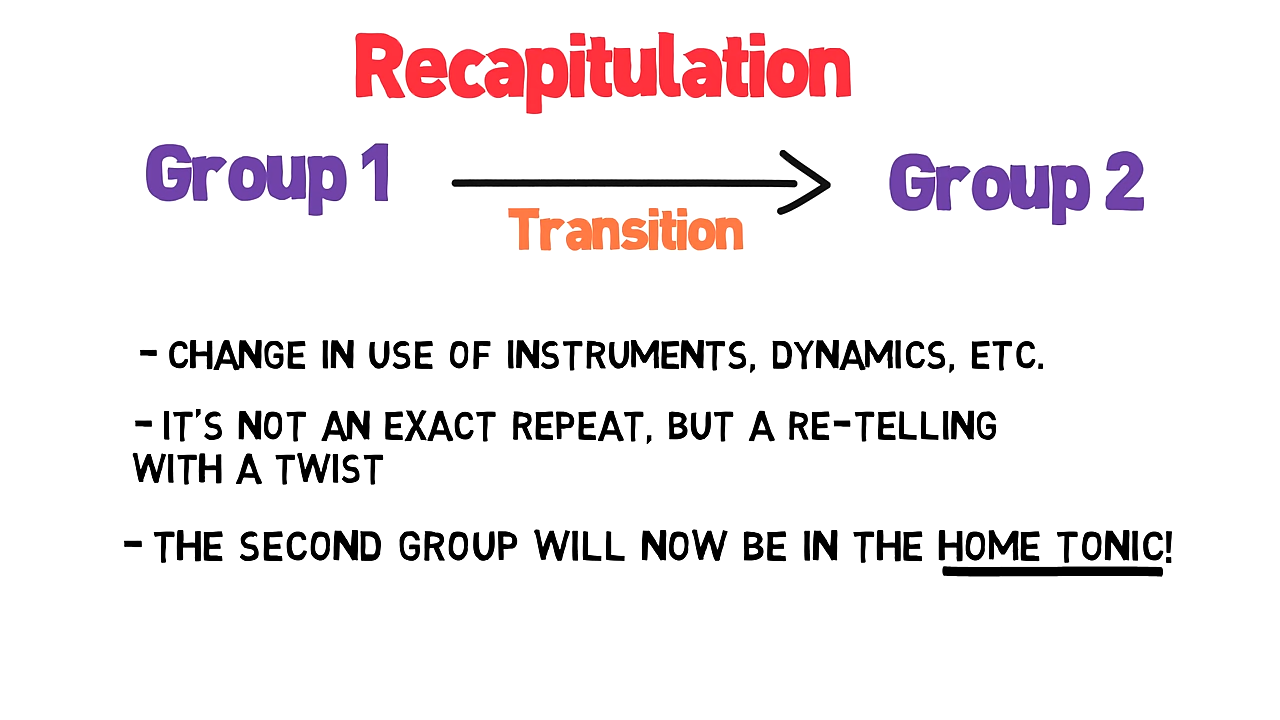 Recapitulation
Group 1
Transition
Group 2
- CHANGE IN USE OF INSTRUMENTS, DYNAMICS, ETC.
- IT'S NOT AN EXACT REPEAT, BUT A RE-TELLING
WITH A TWIST
- THE SECOND GROUP WILL NOW BE IN THE HOME TONIC!